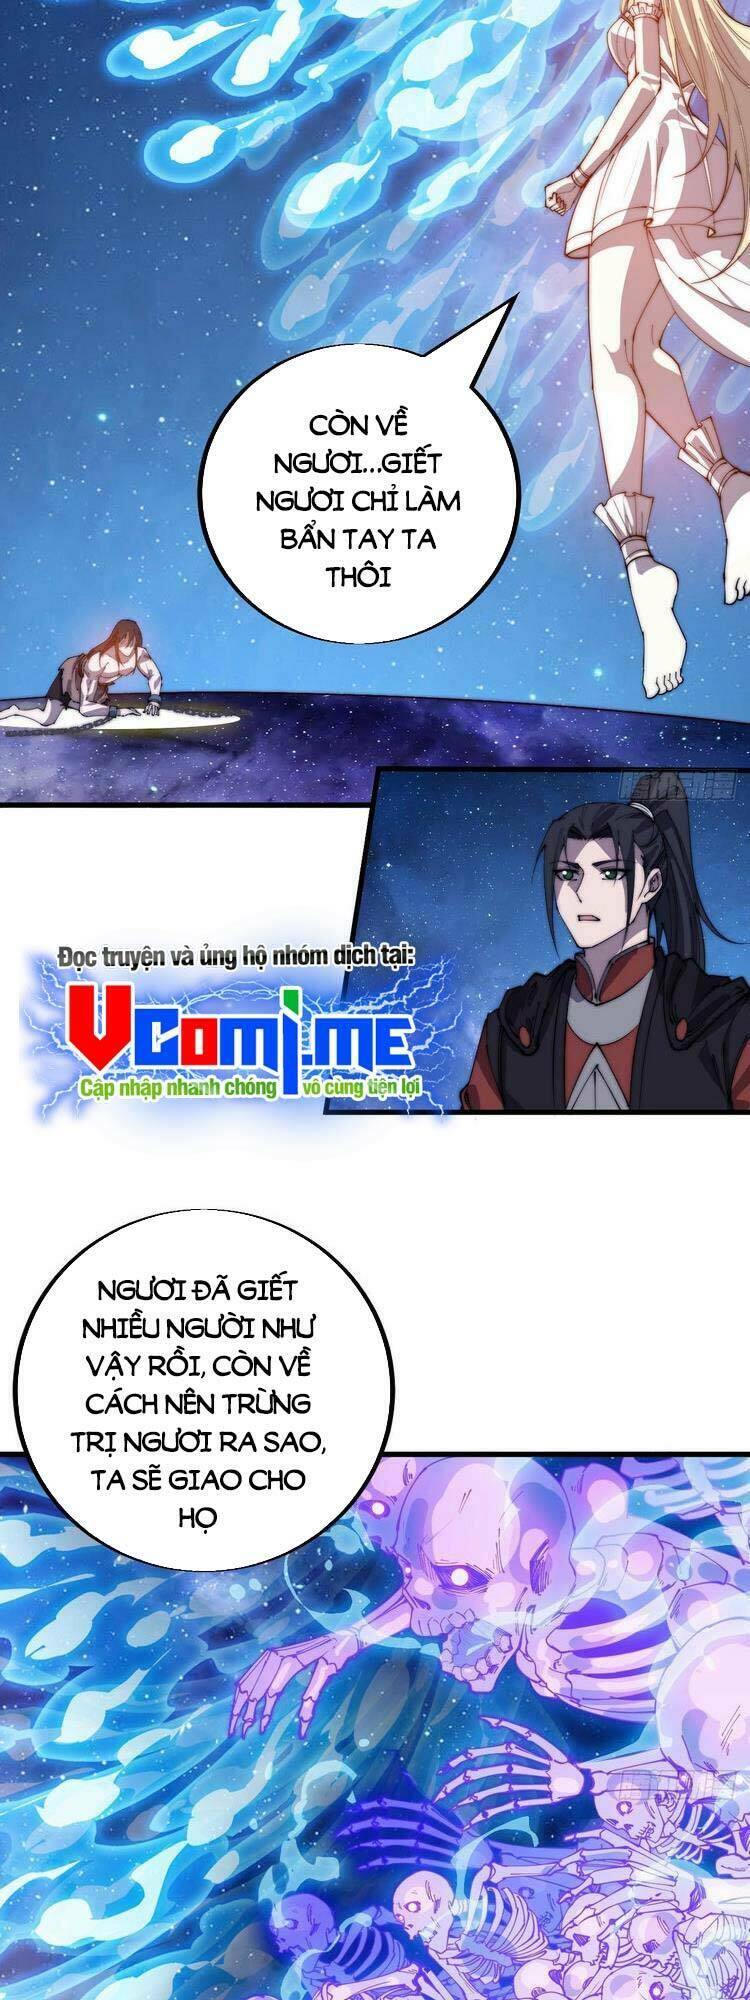 CÒN VỀ
NGƯƠI...GIẾT
NGƯƠI CHỈ LÀM
BẨN TAY TA
THÔI
Đọc truyện và ủng hộ nhóm dịch tại:
VCOMI.ME
Cập nhập nhanh chóng vô cùng tiện lợi
NGƯƠI ĐÃ GIẾT
NHIỀU NGƯỜI NHƯ
VẬY RỒI, CÒN VỀ
CÁCH NÊN TRỪNG
TRỊ NGƯƠI RA SAO,
TA SẼ GIAO CHO
HỌ